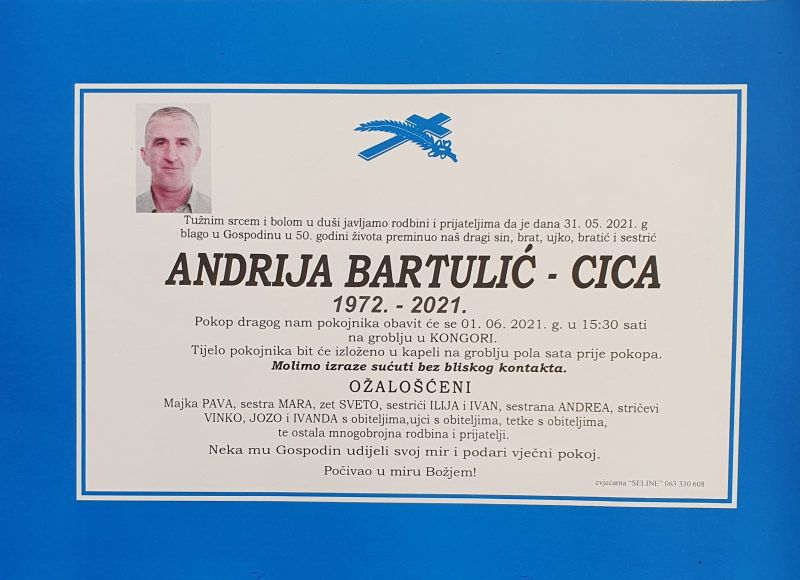 Tužnim srcem i bolom u duši javljamo rodbini i prijateljima da je dana 31. 05. 2021. g
blago u Gospodinu u 50. godini života preminuo naš dragi sin, brat, ujko, bratić i sestrić
ANDRIJA BARTULIĆ - CICA
1972. - 2021.
Pokop dragog nam pokojnika obavit će se 01. 06. 2021. g. u 15:30 sati
na groblju u KONGORI.
Tijelo pokojnika bit će izloženo u kapeli na groblju pola sata prije pokopa.
Molimo izraze sućuti bez bliskog kontakta.
OŽALOŠĆENI
Majka PAVA, sestra MARA, zet SVETO, sestrići ILIJA i IVAN, sestrana ANDREA, stričevi
VINKO, JOZO i IVANDA s obiteljima,ujci s obiteljima, tetke s obiteljima,
te ostala mnogobrojna rodbina i prijatelji.
Neka mu Gospodin udijeli svoj mir i podari vječni pokoj.
Počivao u miru Božjem!
cvjećarna "SELINE" 063 330 608